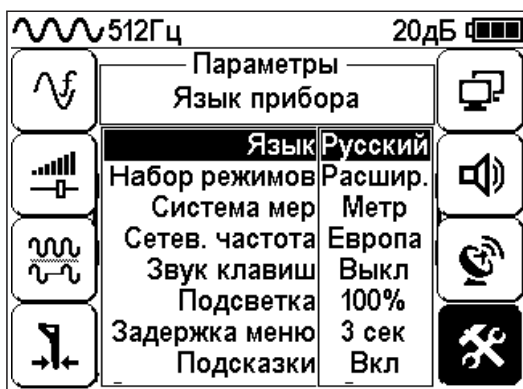 512Гц 20дБ
Параметры
Язык прибора
Язык Русский
Набор режимов Расшир.
Система мер Метр
Сетев. частота Европа
Звук клавиш Выкл
Подсветка 100%
Задержка меню 3 сек
Подсказки Вкл